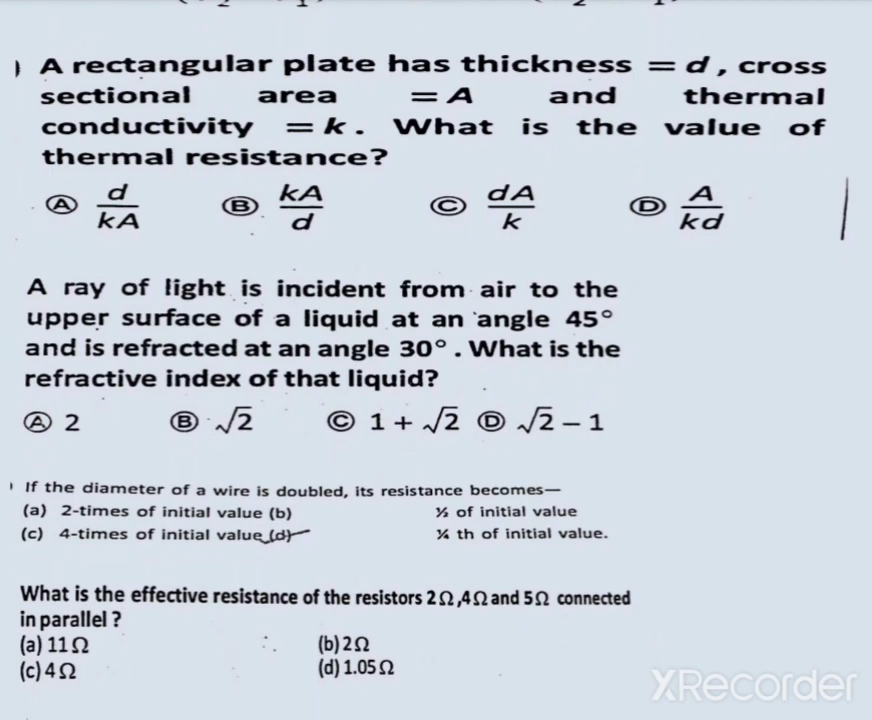 A rectangular plate has thickness = d, cross
sectional area = A and thermal
conductivity = k. What is the value of
thermal resistance?
Ⓐ d/kA Ⓑ kA/d Ⓒ dA/k Ⓓ A/kd
A ray of light is incident from air to the
upper surface of a liquid at an angle 45°
and is refracted at an angle 30°. What is the
refractive index of that liquid?
Ⓐ 2 Ⓑ √2 Ⓒ 1 + √2 Ⓓ √2 − 1
If the diameter of a wire is doubled, its resistance becomes—
(a) 2-times of initial value (b) ½ of initial value
(c) 4-times of initial value (d) ¼ th of initial value.
What is the effective resistance of the resistors 2Ω,4Ω and 5Ω connected
in parallel ?
(a) 11Ω (b) 2Ω
(c) 4Ω (d) 1.05Ω
XRecorder